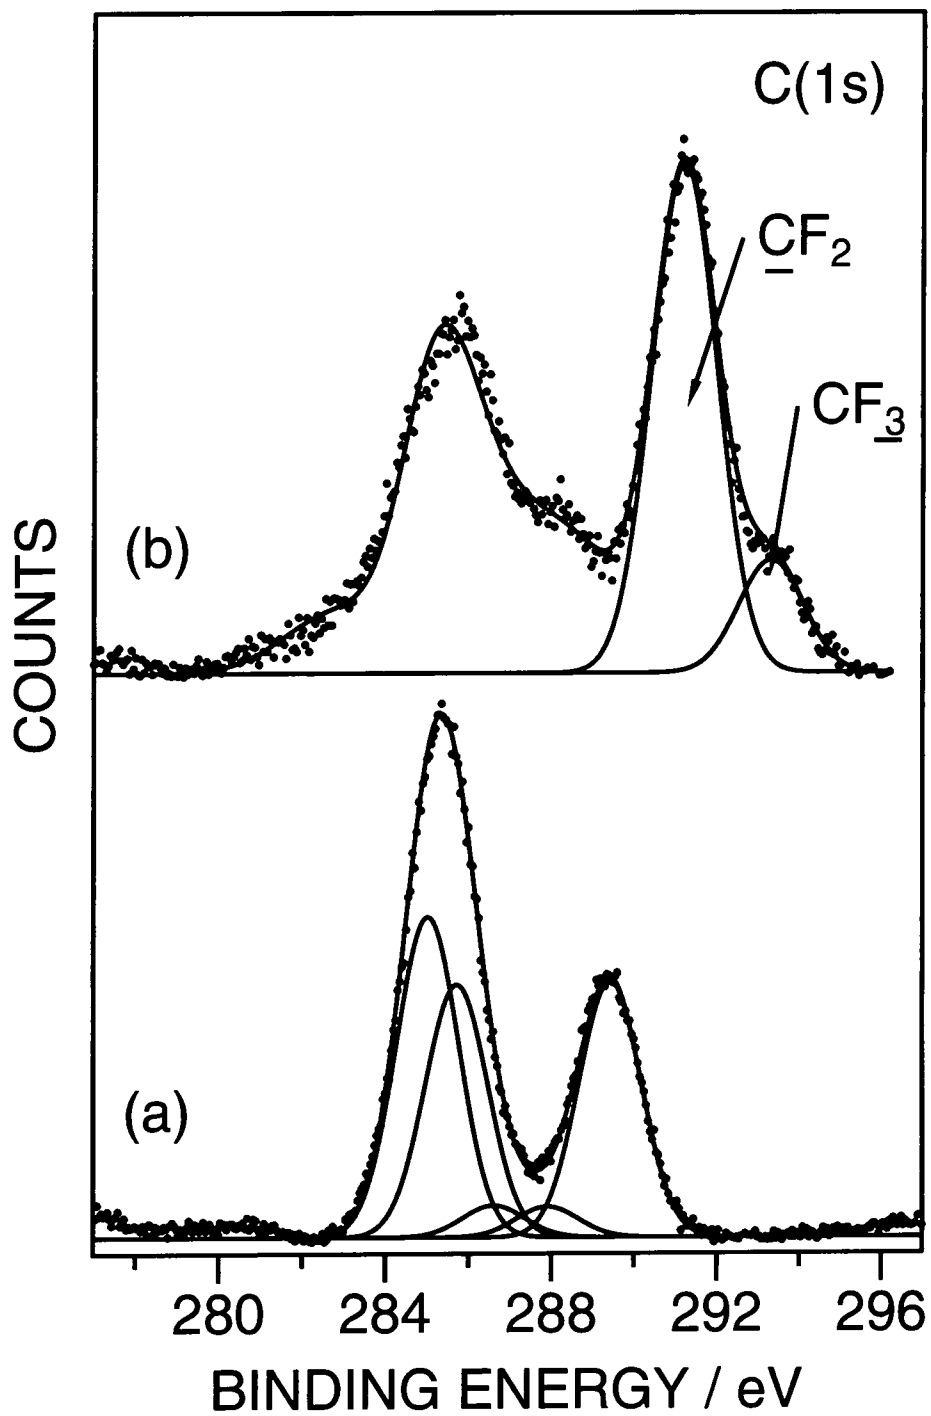 C(1s)
CF₂
CF₃
(b)
COUNTS
(a)
280 284 288 292 296
BINDING ENERGY / eV